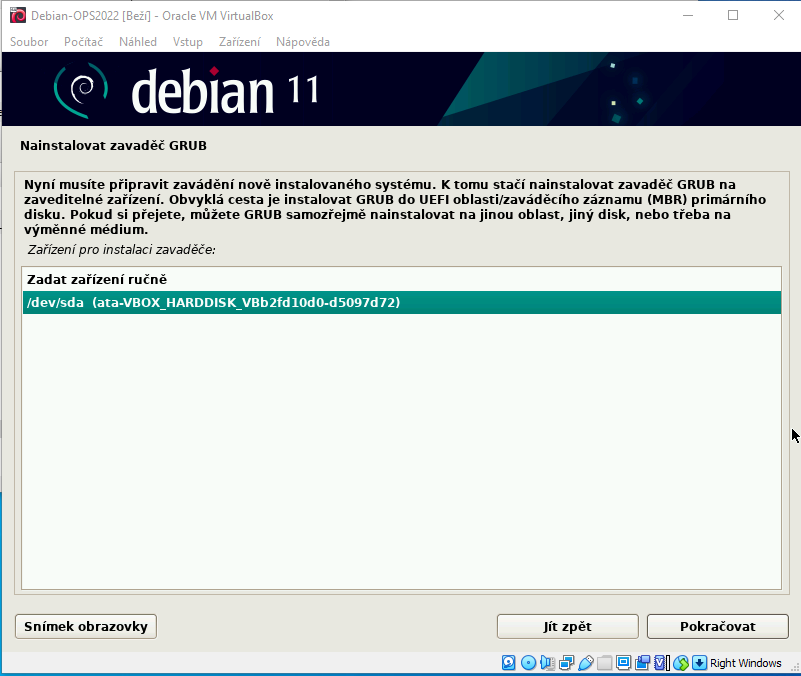 Debian-OPS2022 [Beží] - Oracle VM VirtualBox
Soubor Počítač Náhled Vstup Zařízení Nápověda
debian 11
Nainstalovat zavaděč GRUB
Nyní musíte připravit zavádění nově instalovaného systému. K tomu stačí nainstalovat zavaděč GRUB na
zaveditelné zařízení. Obvyklá cesta je instalovat GRUB do UEFI oblasti/zaváděcího záznamu (MBR) primárního
disku. Pokud si přejete, můžete GRUB samozřejmě nainstalovat na jinou oblast, jiný disk, nebo třeba na
výměnné médium.
Zařízení pro instalaci zavaděče:
Zadat zařízení ručně
/dev/sda (ata-VBOX_HARDDISK_VBb2fd10d0-d5097d72)
Snímek obrazovky Jít zpět Pokračovat
Right Windows